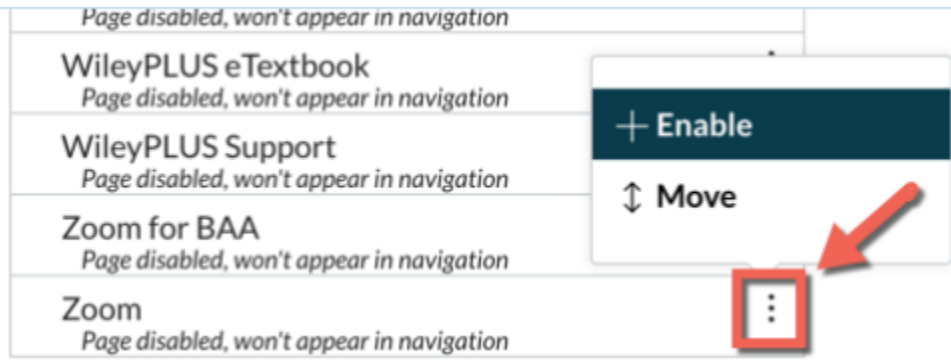 Page disabled, won't appear in navigation
WileyPLUS eTextbook
Page disabled, won't appear in navigation
WileyPLUS Support
Page disabled, won't appear in navigation
Zoom for BAA
Page disabled, won't appear in navigation
Zoom
Page disabled, won't appear in navigation
Enable
Move